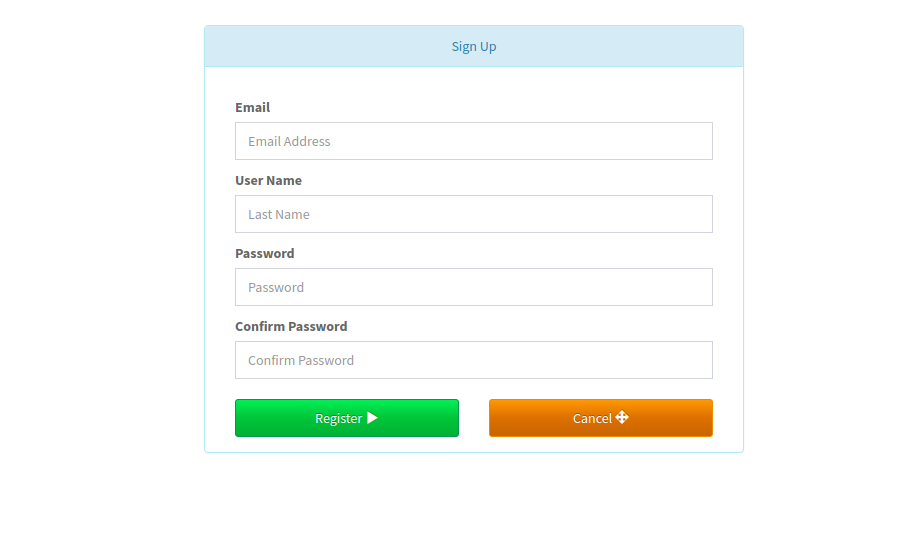 Sign Up
Email
Email Address
User Name
Last Name
Password
Password
Confirm Password
Confirm Password
Register
Cancel